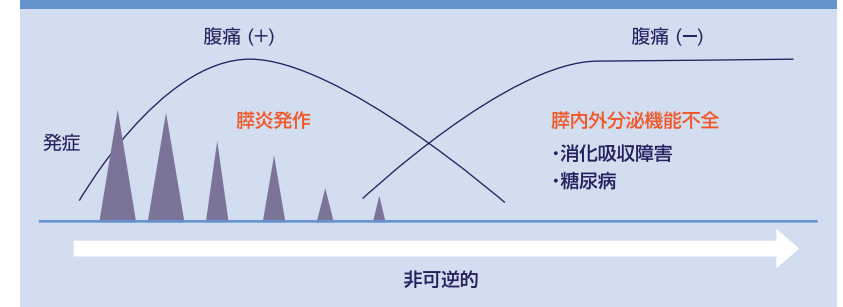 腹痛 (+)
腹痛 (−)
発症
膵炎発作
膵内外分泌機能不全
・消化吸収障害
・糖尿病
非可逆的